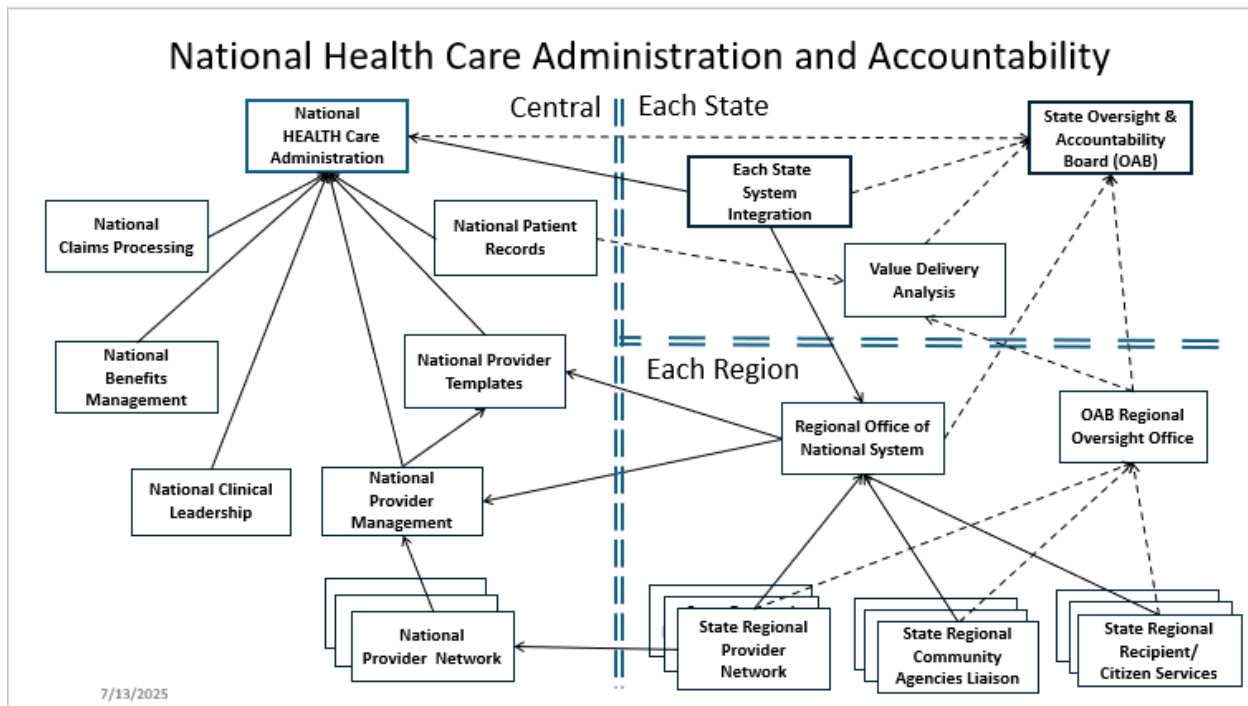 National Health Care Administration and Accountability
National
HEALTH Care
Administration
Central
Each State
State Oversight &
Accountability
Board (OAB)
Each State
System
Integration
National
Claims Processing
National Patient
Records
Value Delivery
Analysis
National
Benefits
Management
National Provider
Templates
Each Region
Regional Office of
National System
OAB Regional
Oversight Office
National Clinical
Leadership
National
Provider
Management
National
Provider Network
State Regional
Provider
Network
State Regional
Community
Agencies Liaison
State Regional
Recipient/
Citizen Services
7/13/2025